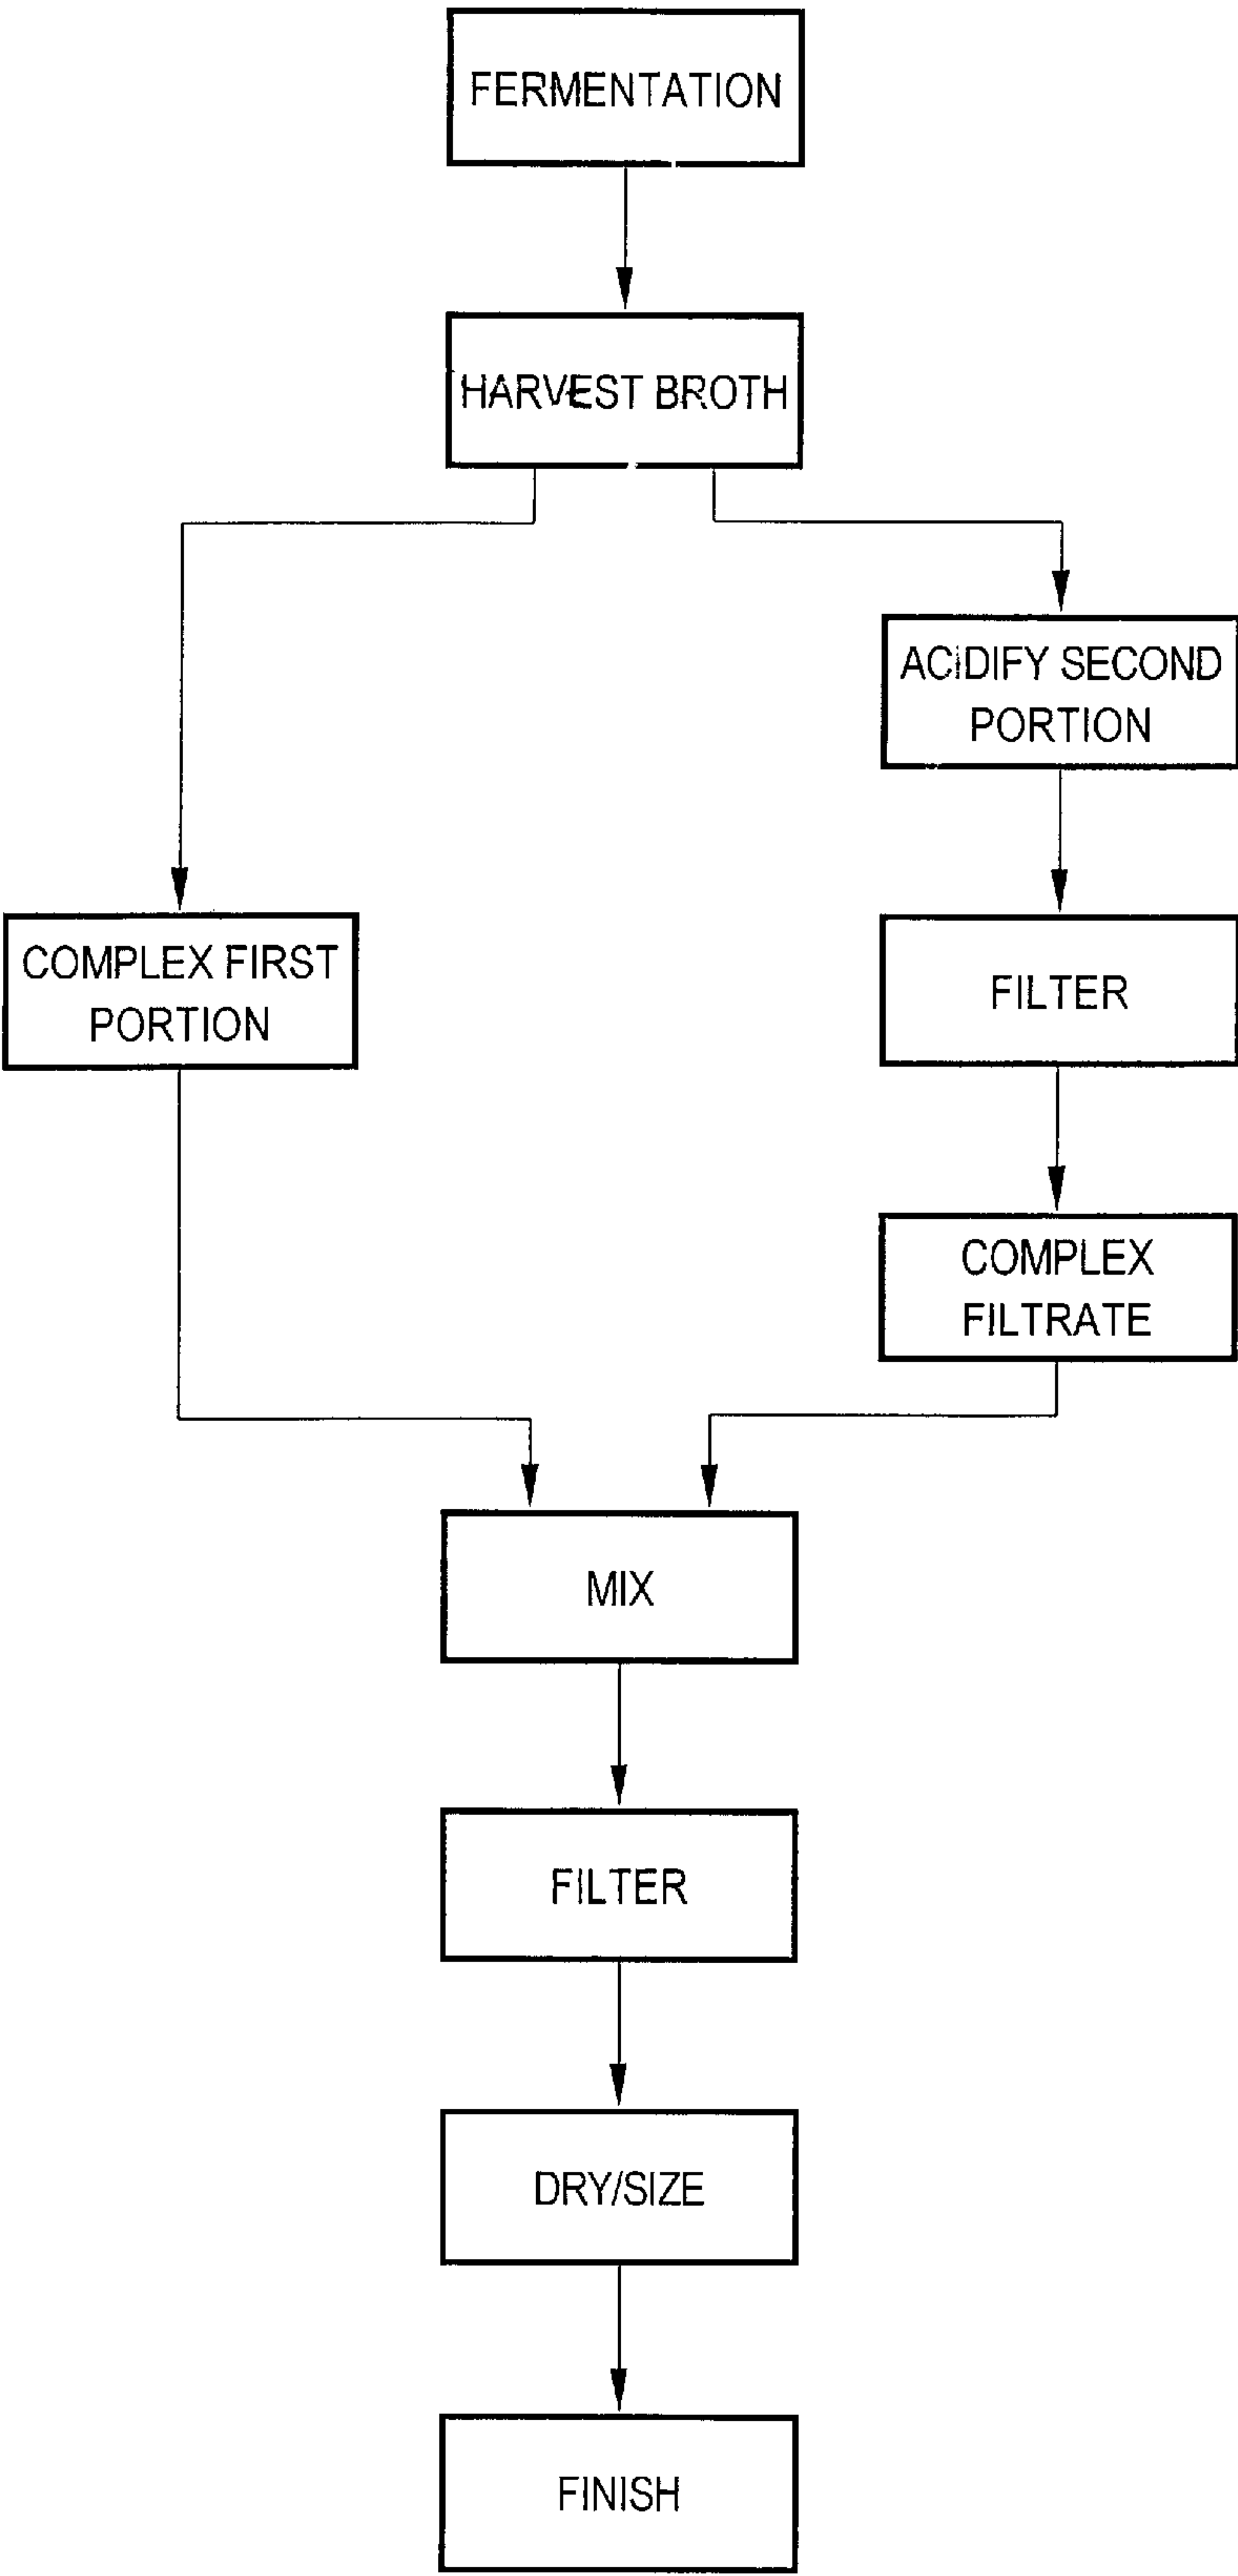 FERMENTATION
HARVEST BROTH
ACIDIFY SECOND
PORTION
COMPLEX FIRST
PORTION
FILTER
COMPLEX
FILTRATE
MIX
FILTER
DRY/SIZE
FINISH